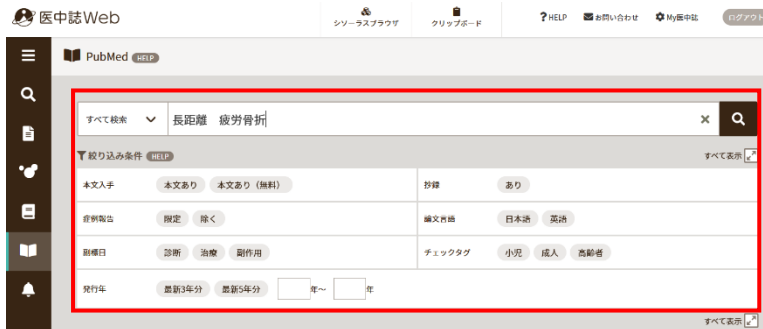 医中誌Web
シソーラスブラウザ クリップボード ?HELP お問い合わせ My医中誌 ログアウト
PubMed HELP
すべて検索 長距離 疲労骨折 ×
絞り込み条件 HELP すべて表示
本文入手 本文あり 本文あり（無料） 抄録 あり
症例報告 限定 除く 論文言語 日本語 英語
副標目 診断 治療 副作用 チェックタグ 小児 成人 高齢者
発行年 最新3年分 最新5年分 年～ 年
すべて表示